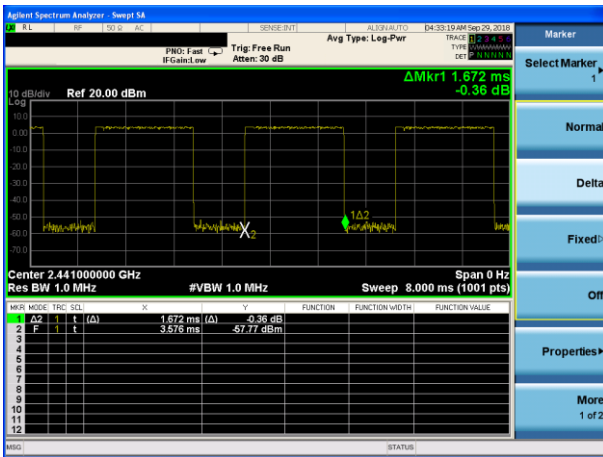 Agilent Spectrum Analyzer - Swept SA
RL RF 50 Ω AC SENSE:INT ALIGNAUTO 04:33:19 AM Sep 29, 2018
Avg Type: Log-Pwr TRACE 1 2 3 4 5 6
PNO: Fast Trig: Free Run TYPE WWWWWW
IFGain:Low Atten: 30 dB DET P N N N N N
ΔMkr1 1.672 ms
-0.36 dB
10 dB/div Ref 20.00 dBm
Log
10.0
0.00
-10.0
-20.0
-30.0
-40.0
-50.0
-60.0
-70.0
1Δ2
X2
Center 2.441000000 GHz Span 0 Hz
Res BW 1.0 MHz #VBW 1.0 MHz Sweep 8.000 ms (1001 pts)
MKR MODE TRC SCL X Y FUNCTION FUNCTION WIDTH FUNCTION VALUE
1 Δ2 1 t (Δ) 1.672 ms (Δ) -0.36 dB
2 F 1 t 3.576 ms -57.77 dBm
3
4
5
6
7
8
9
10
11
12
MSG STATUS
Marker
Select Marker
1
Normal
Delta
Fixed
Off
Properties
More
1 of 2